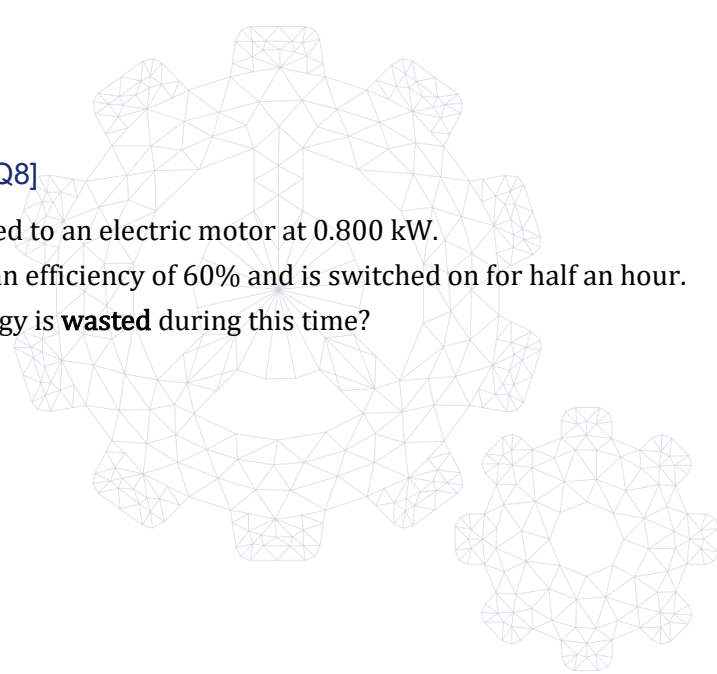 Q8]
ed to an electric motor at 0.800 kW.
an efficiency of 60% and is switched on for half an hour.
gy is wasted during this time?